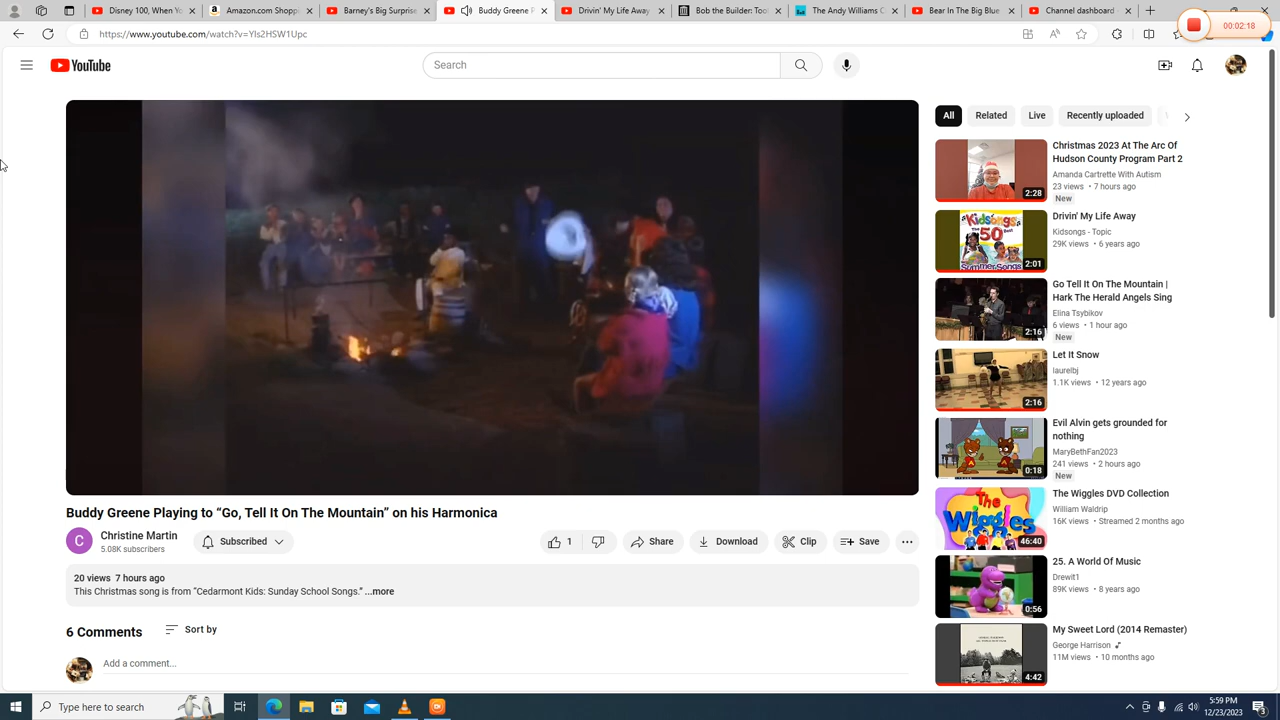 Disney 100, When Yo
Amazon.com Shopp
Barney's Big Surprise
Buddy Greene P
Drivin' My Life Away
Bob the Builder: Too
The Andy Williams C
Bear In The Big Blue
Channel dashboard
00:02:18
https://www.youtube.com/watch?v=YIs2HSW1Upc
YouTube
Search
All
Related
Live
Recently uploaded
Christmas 2023 At The Arc Of
Hudson County Program Part 2
Amanda Cartrette With Autism
23 views • 7 hours ago
New
2:28
Drivin' My Life Away
Kidsongs - Topic
29K views • 6 years ago
Kidsongs
The 50 Best
Summer Songs
2:01
Go Tell It On The Mountain |
Hark The Herald Angels Sing
Elina Tsybikov
6 views • 1 hour ago
New
2:16
Let It Snow
iaurelbj
1.1K views • 12 years ago
2:16
Evil Alvin gets grounded for
nothing
MaryBethFan2023
241 views • 2 hours ago
New
0:18
The Wiggles DVD Collection
William Waldrip
16K views • Streamed 2 months ago
The Wiggles
46:40
25. A World Of Music
Drewit1
89K views • 8 years ago
0:56
My Sweet Lord (2014 Remaster)
George Harrison
11M views • 10 months ago
4:42
Buddy Greene Playing to “Go, Tell It On The Mountain” on his Harmonica
C
Christine Martin
5.08K subscribers
Subscribed
1
Share
Download
Clip
Save
20 views 7 hours ago
This Christmas song is from “Cedarmont Kids: Sunday School Songs.” ...more
6 Comments
Sort by
Add a comment...
Type here to search
5:59 PM
12/23/2023